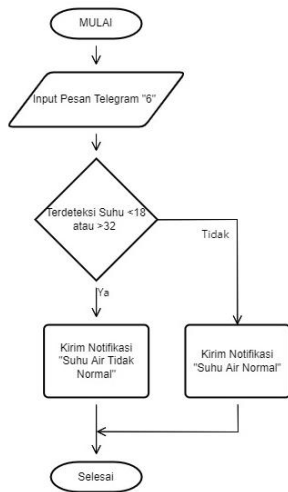 MULAI
Input Pesan Telegram "6"
Terdeteksi Suhu <18
atau >32
Tidak
Ya
Kirim Notifikasi
"Suhu Air Tidak
Normal"
Kirim Notifikasi
"Suhu Air Normal"
Selesai